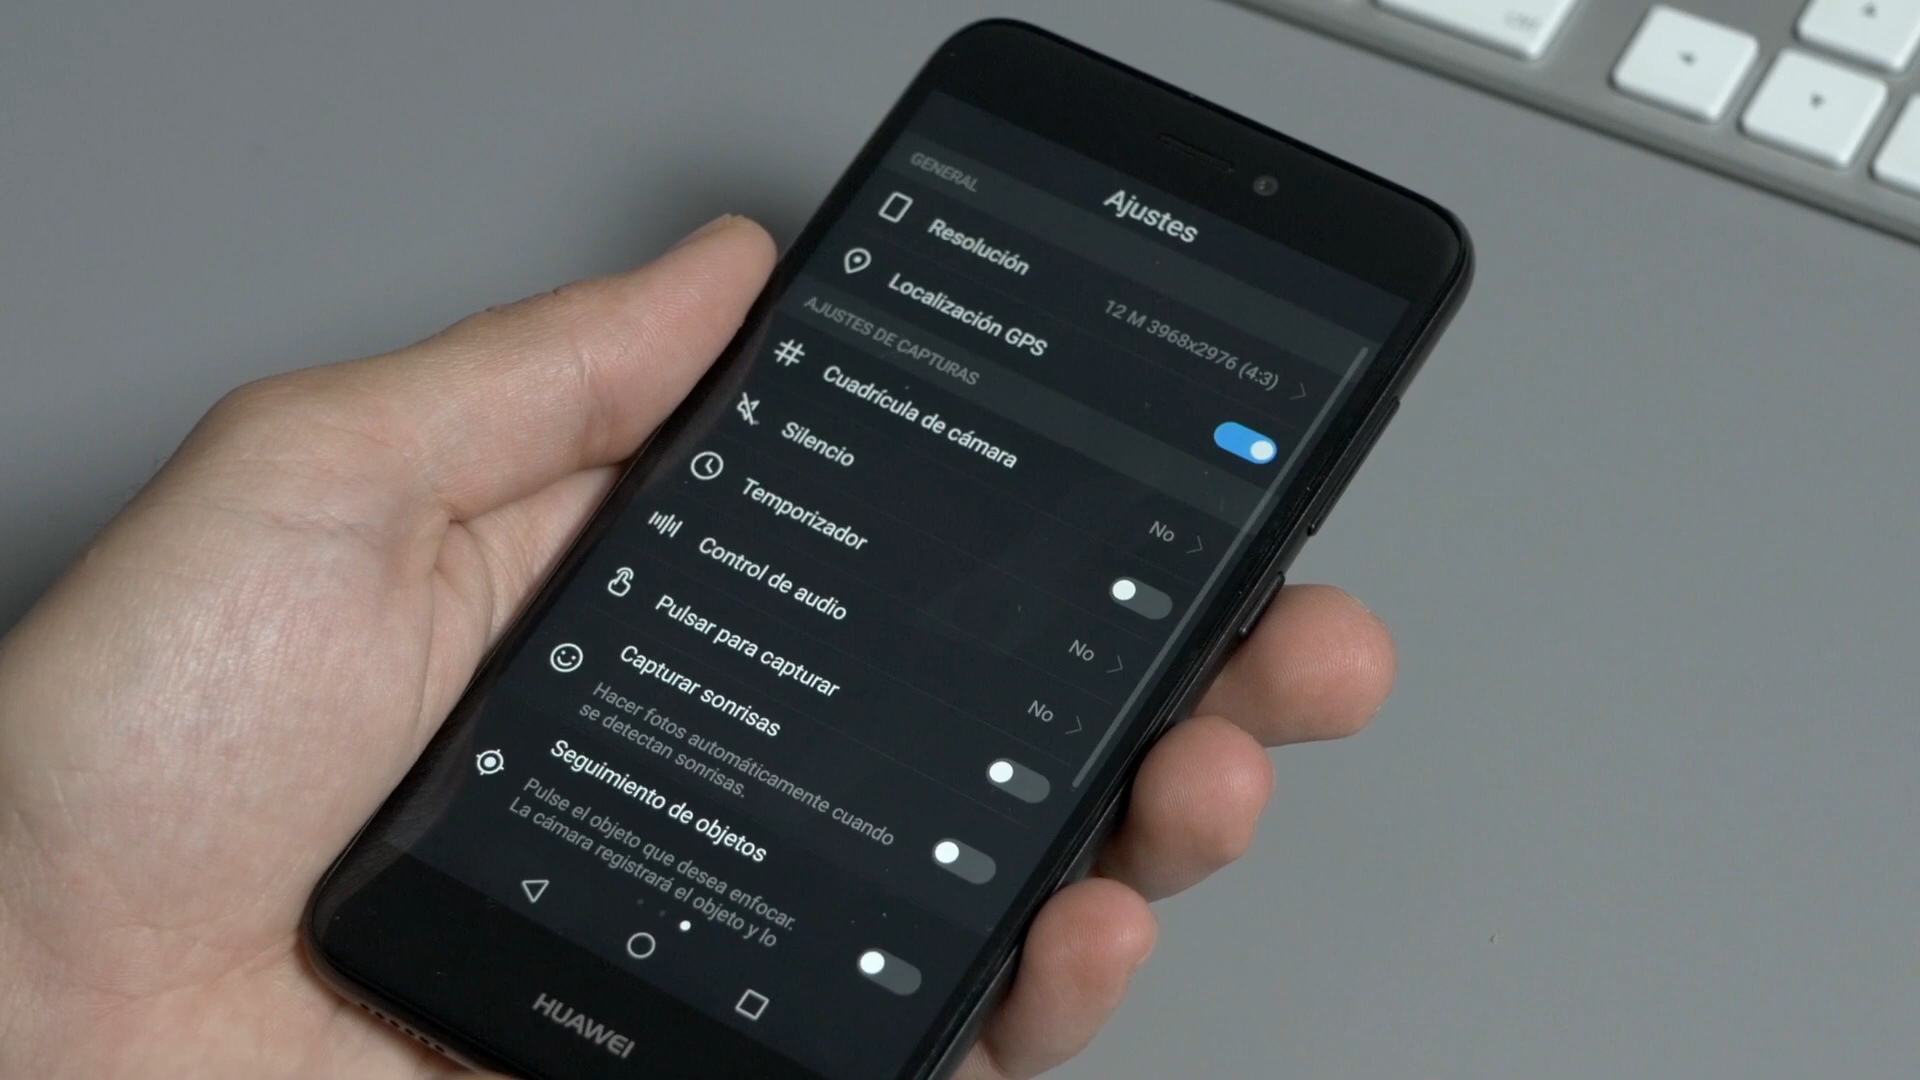 Ajustes
GENERAL
Resolución
12 M 3968x2976 (4:3)
Localización GPS
AJUSTES DE CAPTURAS
Cuadrícula de cámara
No
Silencio
Temporizador
No
Control de audio
No
Pulsar para capturar
Capturar sonrisas
Hacer fotos automáticamente cuando
se detectan sonrisas.
Seguimiento de objetos
Pulse el objeto que desea enfocar.
La cámara registrará el objeto y lo
HUAWEI